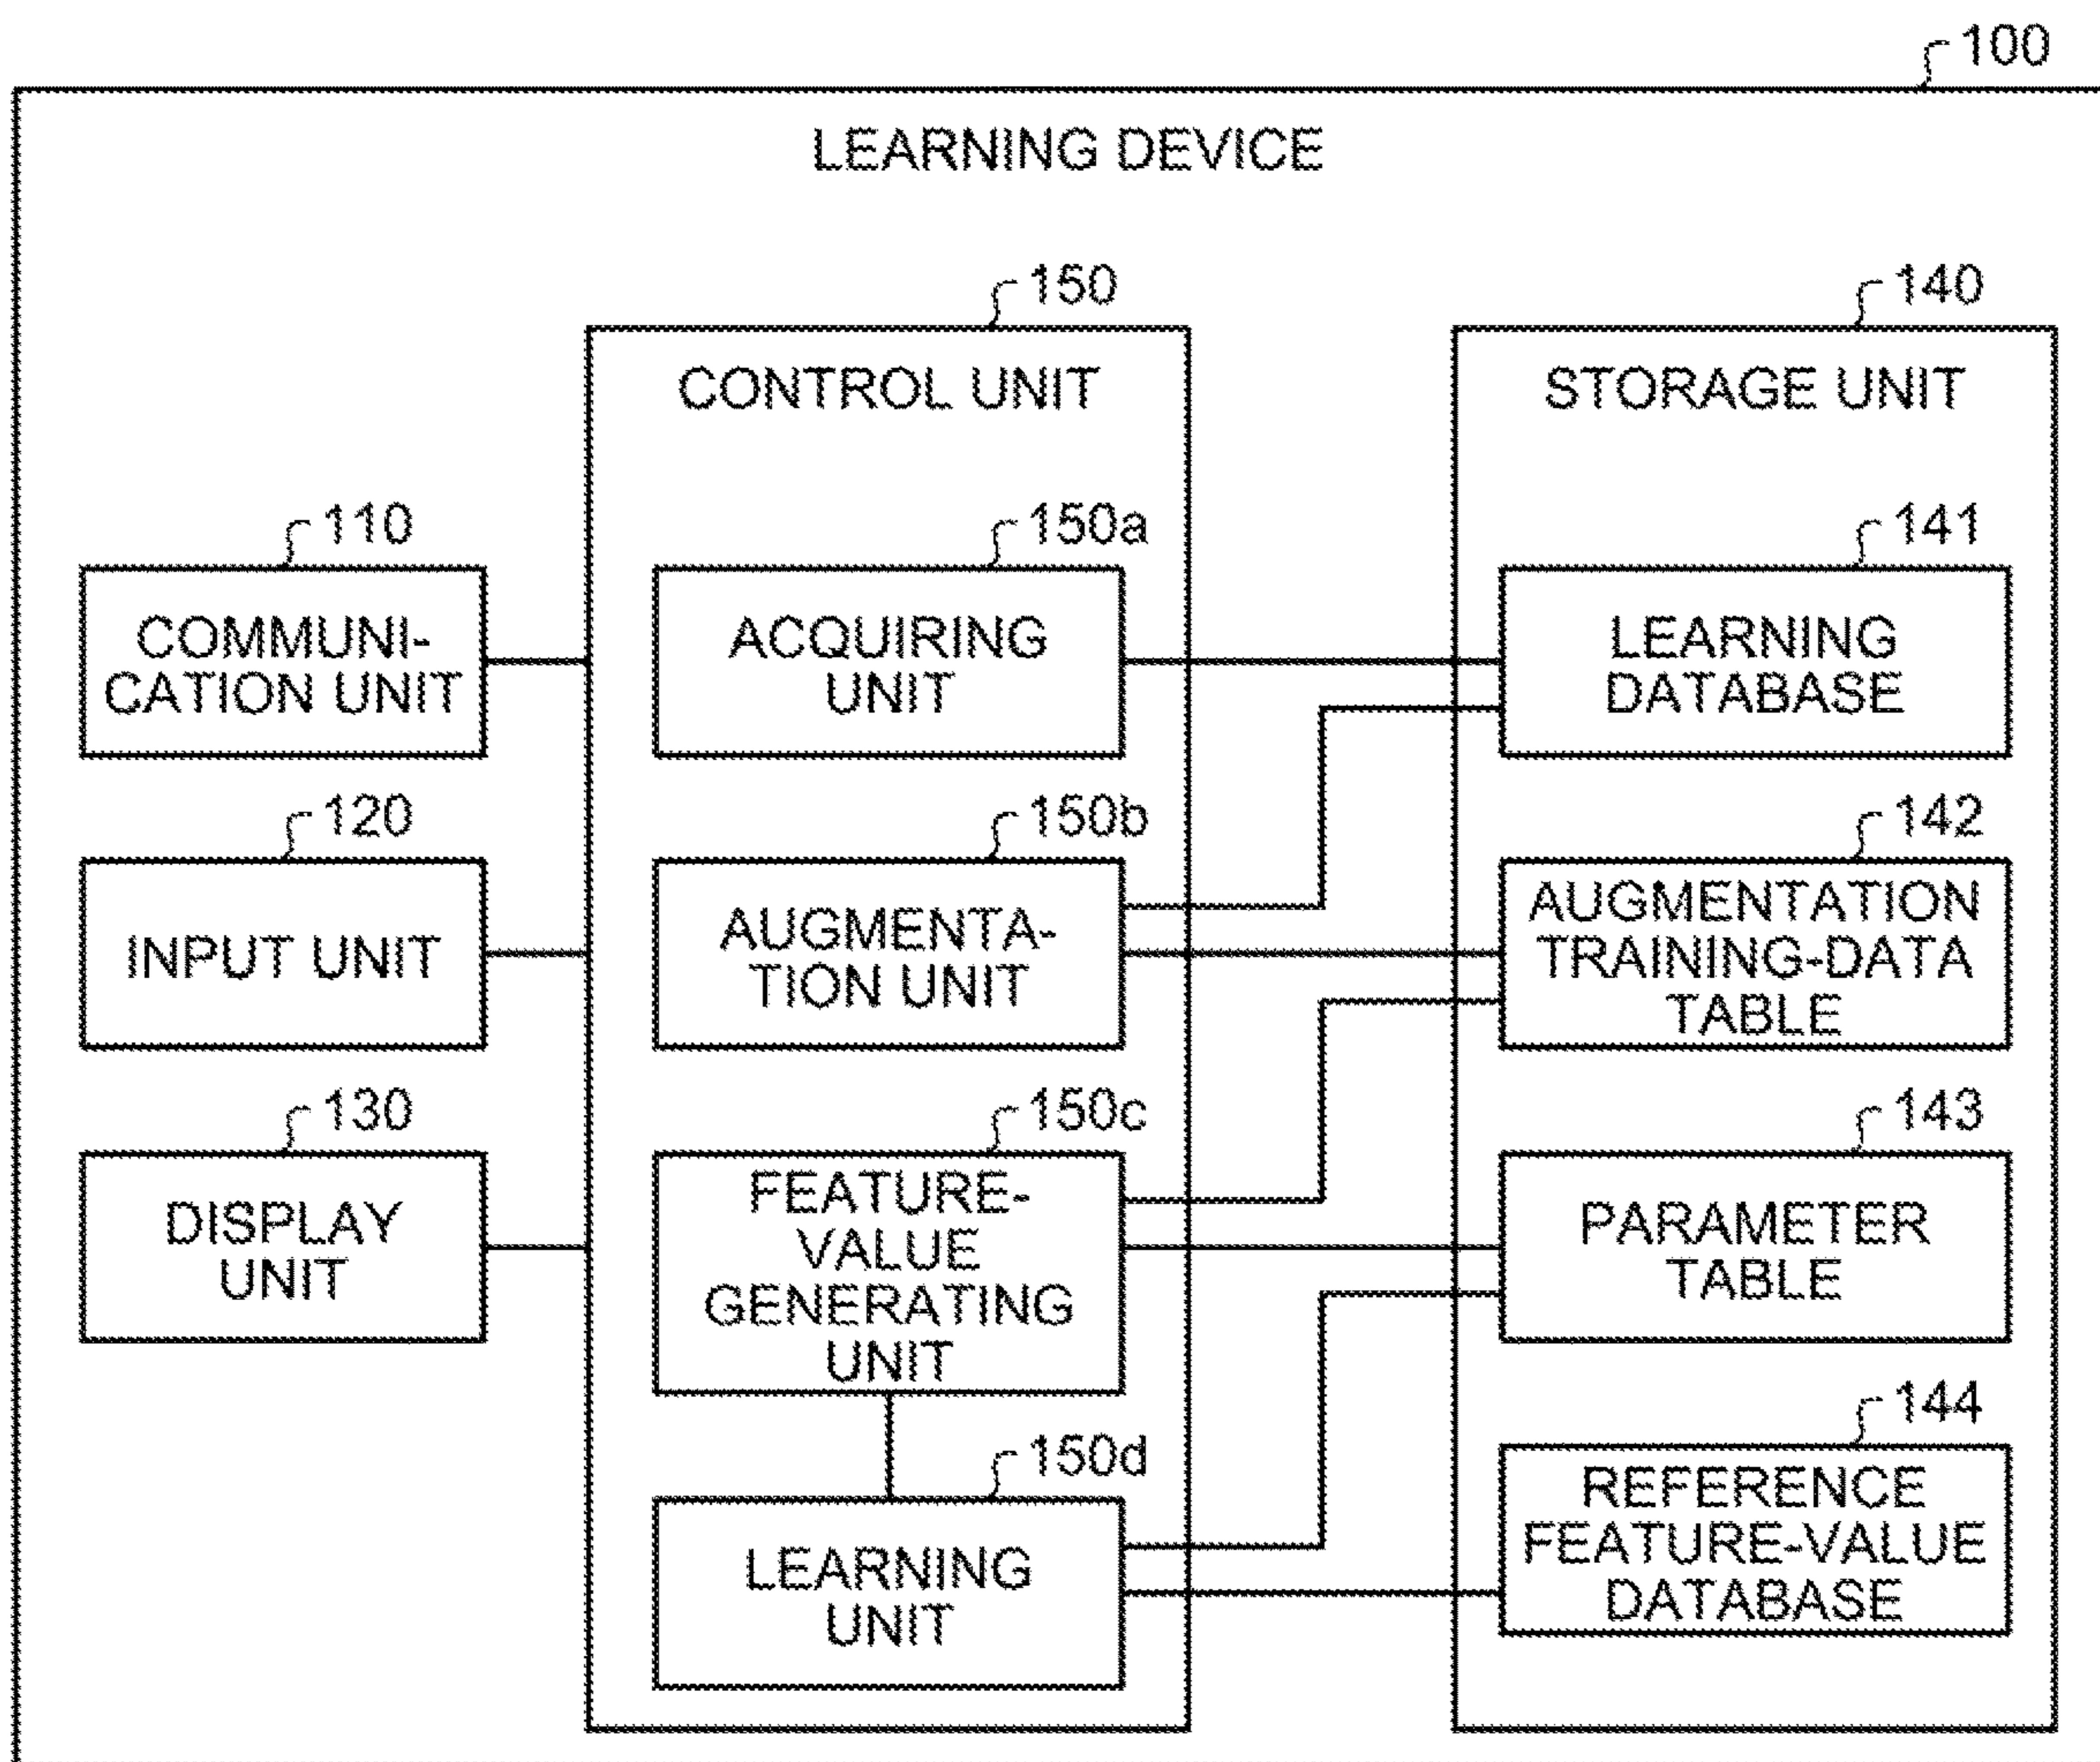 100
LEARNING DEVICE
150
CONTROL UNIT
140
STORAGE UNIT
110
COMMUNI-
CATION UNIT
150a
ACQUIRING
UNIT
141
LEARNING
DATABASE
120
INPUT UNIT
150b
AUGMENTA-
TION UNIT
142
AUGMENTATION
TRAINING-DATA
TABLE
130
DISPLAY
UNIT
150c
FEATURE-
VALUE
GENERATING
UNIT
143
PARAMETER
TABLE
150d
LEARNING
UNIT
144
REFERENCE
FEATURE-VALUE
DATABASE